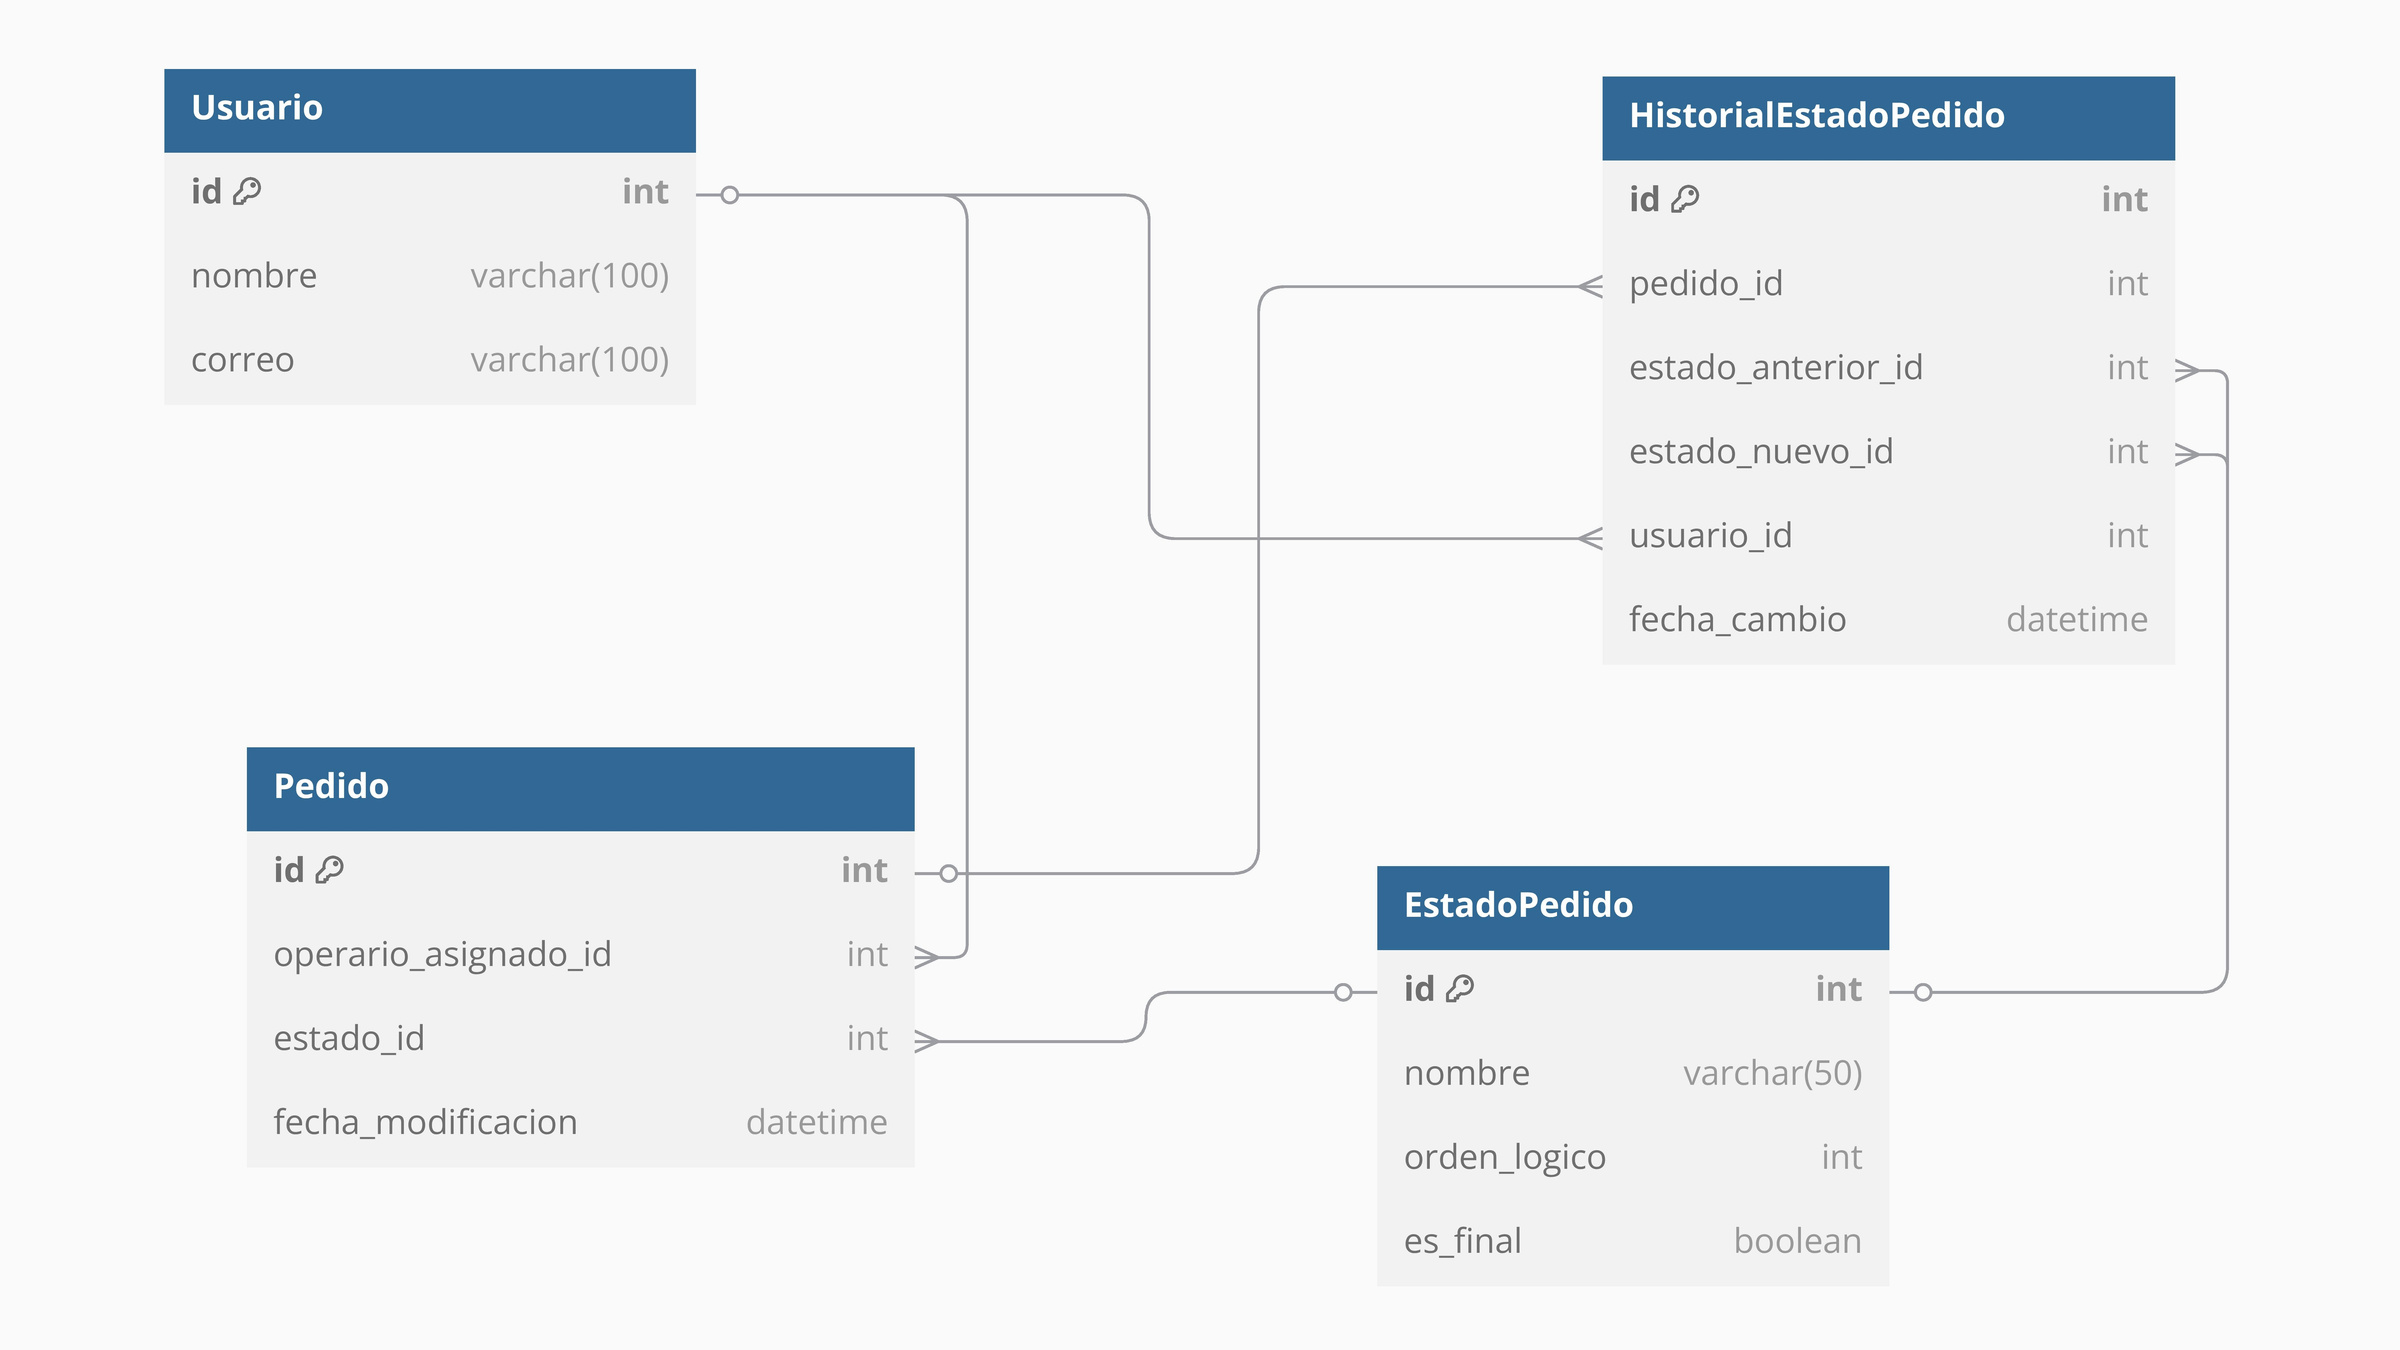 Usuario
id int
nombre varchar(100)
correo varchar(100)
HistorialEstadoPedido
id int
pedido_id int
estado_anterior_id int
estado_nuevo_id int
usuario_id int
fecha_cambio datetime
Pedido
id int
operario_asignado_id int
estado_id int
fecha_modificacion datetime
EstadoPedido
id int
nombre varchar(50)
orden_logico int
es_final boolean